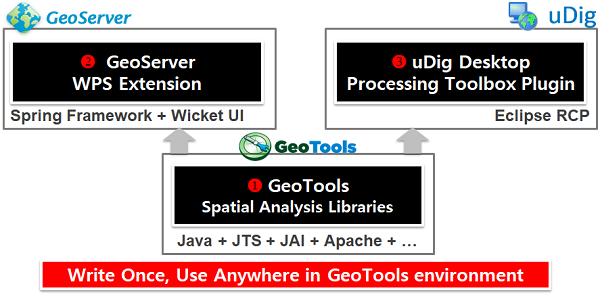 GeoServer
uDig
❷ GeoServer
WPS Extension
❸ uDig Desktop
Processing Toolbox Plugin
Spring Framework + Wicket UI
Eclipse RCP
GeoTools
❶ GeoTools
Spatial Analysis Libraries
Java + JTS + JAI + Apache + …
Write Once, Use Anywhere in GeoTools environment